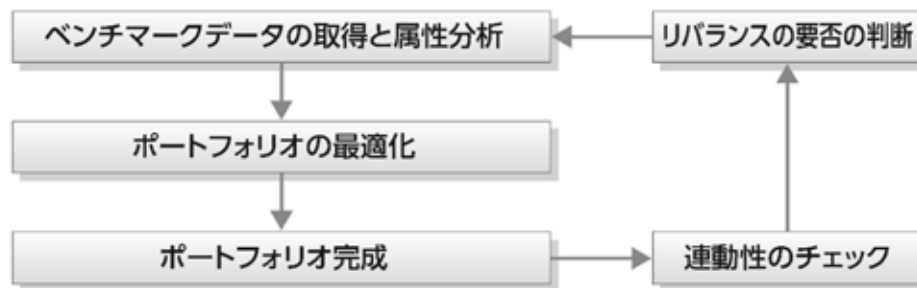 ベンチマークデータの取得と属性分析
リバランスの要否の判断
ポートフォリオの最適化
ポートフォリオ完成
連動性のチェック